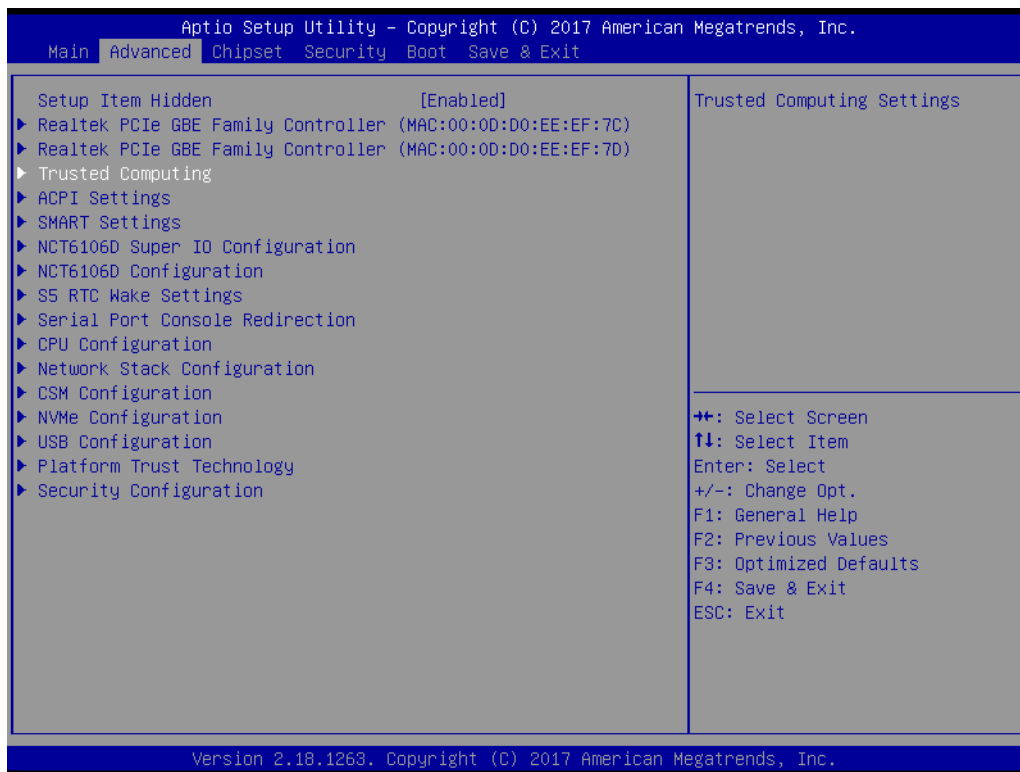 Aptio Setup Utility – Copyright (C) 2017 American Megatrends, Inc.
Main Advanced Chipset Security Boot Save & Exit
Setup Item Hidden [Enabled]
▶ Realtek PCIe GBE Family Controller (MAC:00:0D:D0:EE:EF:7C)
▶ Realtek PCIe GBE Family Controller (MAC:00:0D:D0:EE:EF:7D)
▶ Trusted Computing
▶ ACPI Settings
▶ SMART Settings
▶ NCT6106D Super IO Configuration
▶ NCT6106D Configuration
▶ S5 RTC Wake Settings
▶ Serial Port Console Redirection
▶ CPU Configuration
▶ Network Stack Configuration
▶ CSM Configuration
▶ NVMe Configuration
▶ USB Configuration
▶ Platform Trust Technology
▶ Security Configuration
Trusted Computing Settings
→←: Select Screen
↑↓: Select Item
Enter: Select
+/-: Change Opt.
F1: General Help
F2: Previous Values
F3: Optimized Defaults
F4: Save & Exit
ESC: Exit
Version 2.18.1263. Copyright (C) 2017 American Megatrends, Inc.